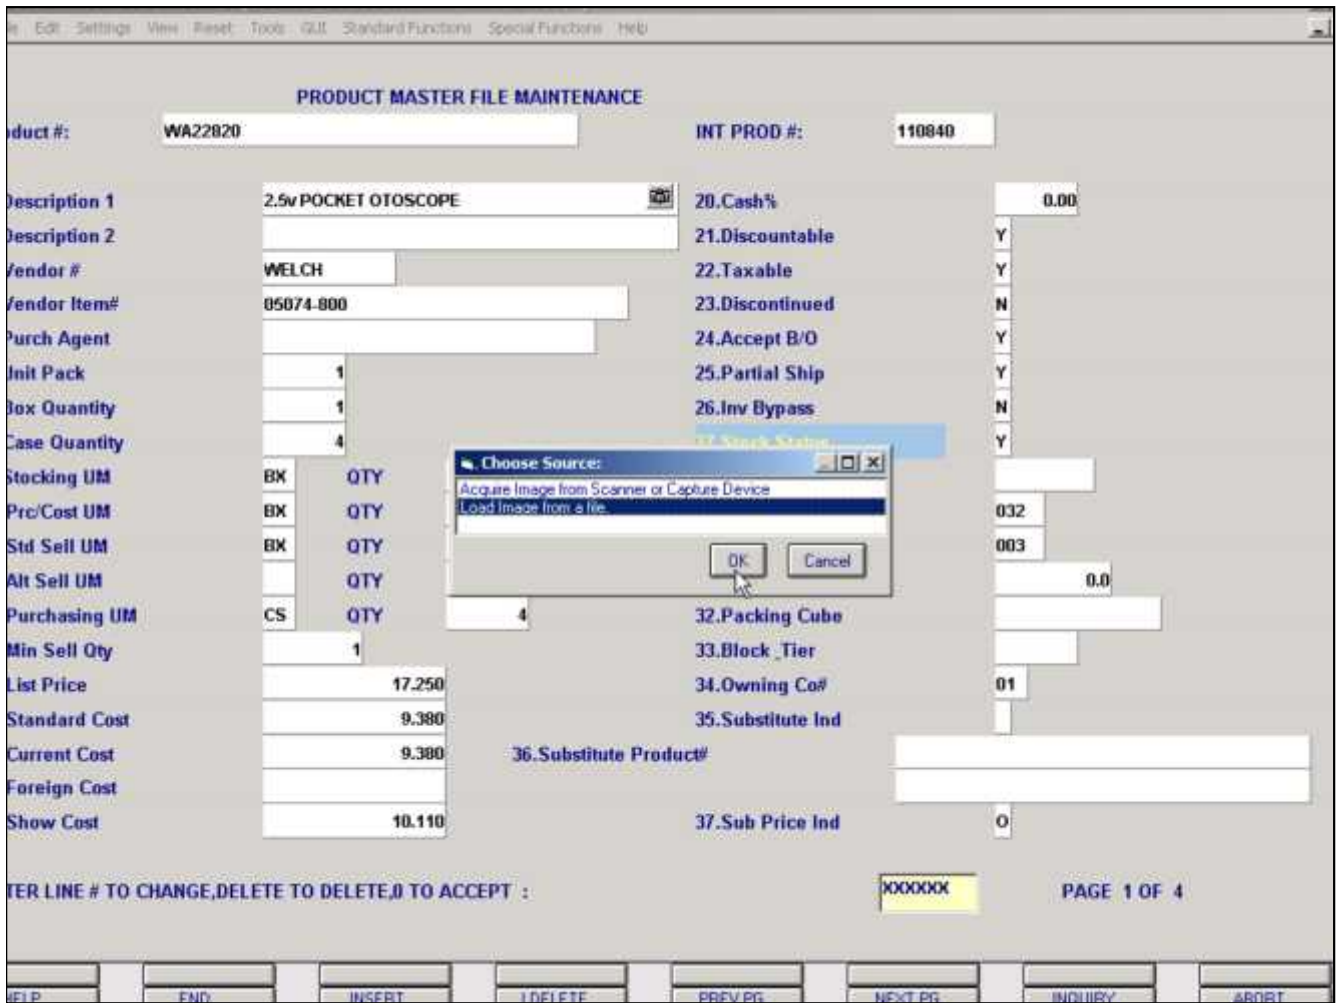 Edit Settings View Reset Tools GUI Standard Functions Special Functions Help
PRODUCT MASTER FILE MAINTENANCE
oduct #: WA22820 INT PROD #: 110840
Description 1 2.5v POCKET OTOSCOPE 20.Cash% 0.00
Description 2 21.Discountable Y
Vendor # WELCH 22.Taxable Y
Vendor Item# 05074-800 23.Discontinued N
Purch Agent 24.Accept B/O Y
Unit Pack 1 25.Partial Ship Y
Box Quantity 1 26.Inv Bypass N
Case Quantity 4 27.Stock Status Y
Choose Source:
Stocking UM BX QTY
Acquire Image from Scanner or Capture Device
Load Image from a file.
Prc/Cost UM BX QTY 032
Std Sell UM BX QTY 003
OK Cancel
Alt Sell UM QTY 0.0
Purchasing UM CS QTY 4 32.Packing Cube
Min Sell Qty 1 33.Block_Tier
List Price 17.250 34.Owning Co# 01
Standard Cost 9.380 35.Substitute Ind
Current Cost 9.380 36.Substitute Product#
Foreign Cost
Show Cost 10.110 37.Sub Price Ind O
TER LINE # TO CHANGE,DELETE TO DELETE,0 TO ACCEPT : XXXXXX PAGE 1 OF 4
HELP END INSERT LDELETE PREV PG NEXT PG INQUIRY ABORT